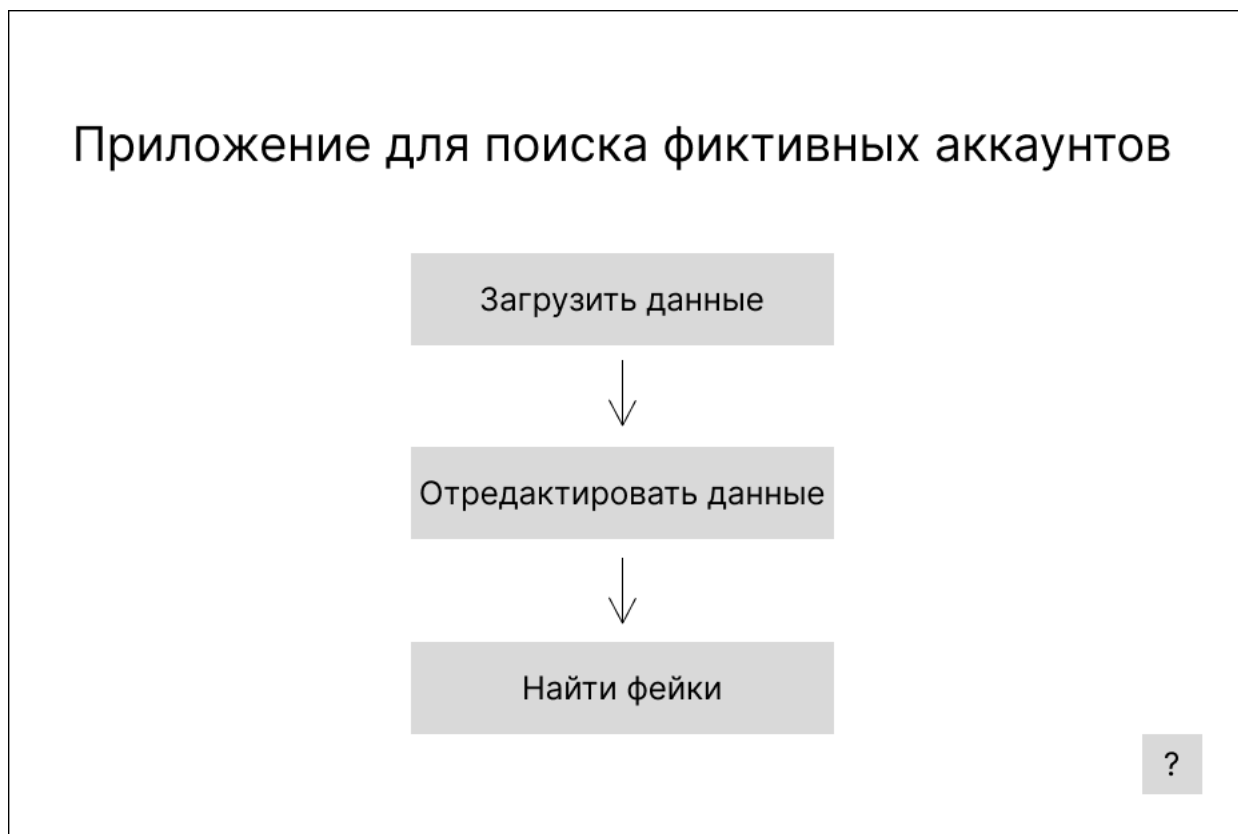 Приложение для поиска фиктивных аккаунтов
Загрузить данные
Отредактировать данные
Найти фейки
?